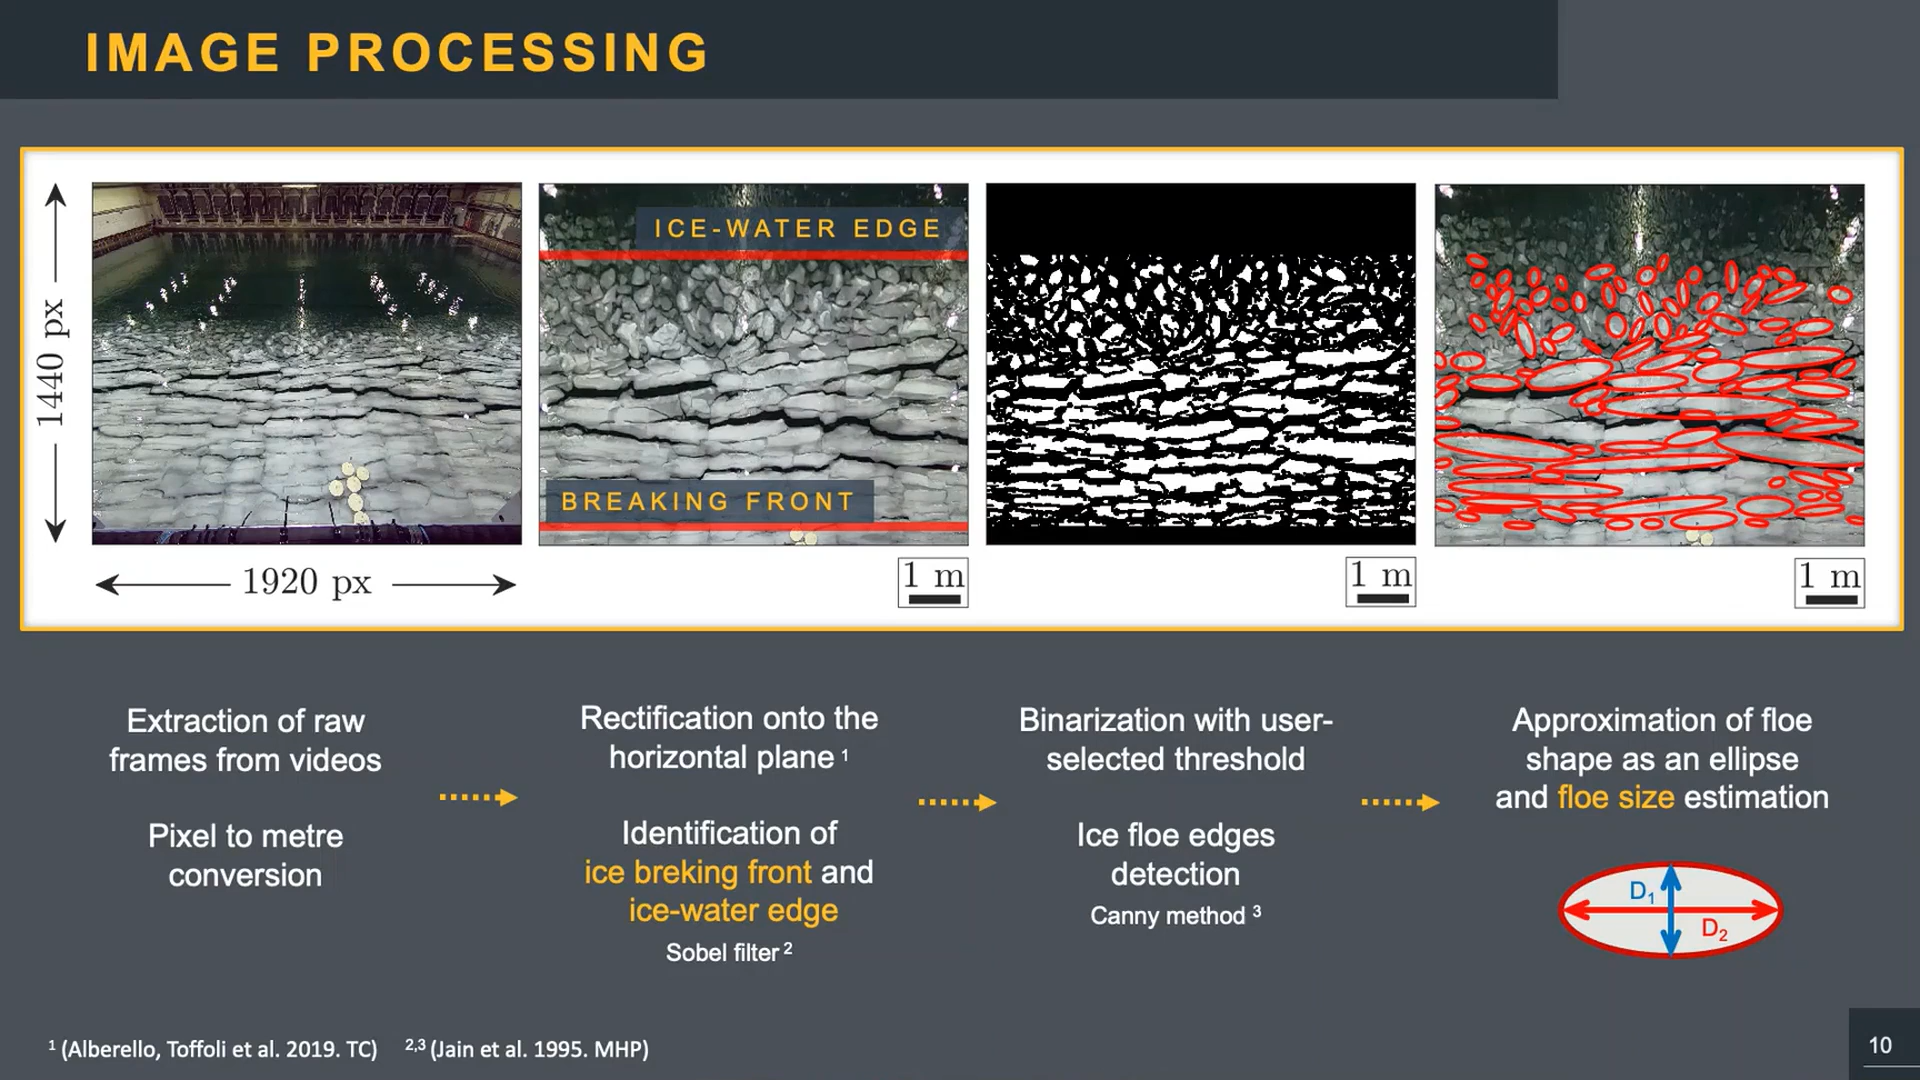 IMAGE PROCESSING
1440 px
1920 px
ICE-WATER EDGE
BREAKING FRONT
1 m
1 m
1 m
Extraction of raw
frames from videos
Pixel to metre
conversion
Rectification onto the
horizontal plane ¹
Identification of
ice breking front and
ice-water edge
Sobel filter ²
Binarization with user-
selected threshold
Ice floe edges
detection
Canny method ³
Approximation of floe
shape as an ellipse
and floe size estimation
D₁
D₂
¹ (Alberello, Toffoli et al. 2019. TC) ²,³ (Jain et al. 1995. MHP)
10